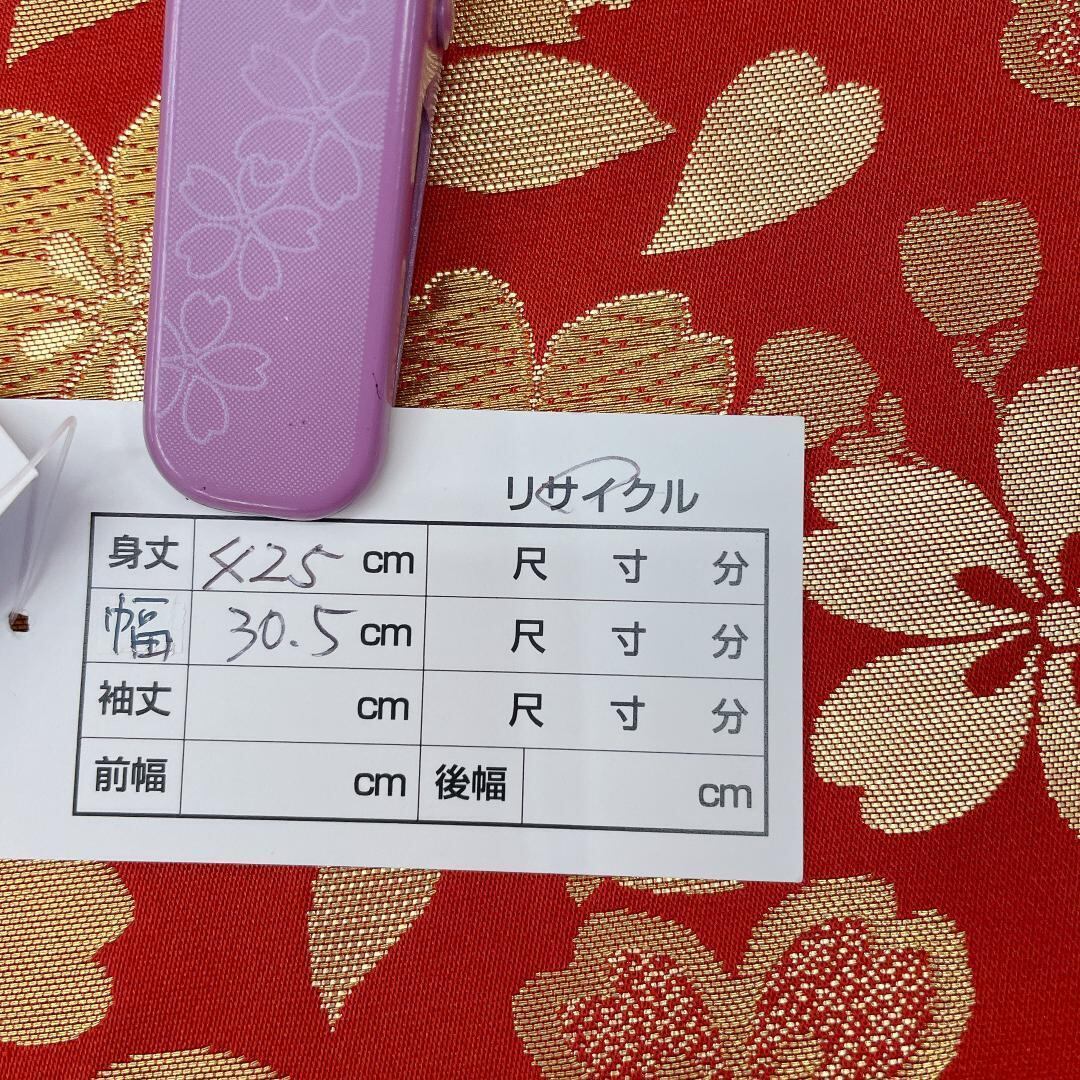 リサイクル
身丈 425 cm 尺 寸 分
幅 30.5 cm 尺 寸 分
袖丈 cm 尺 寸 分
前幅 cm 後幅 cm